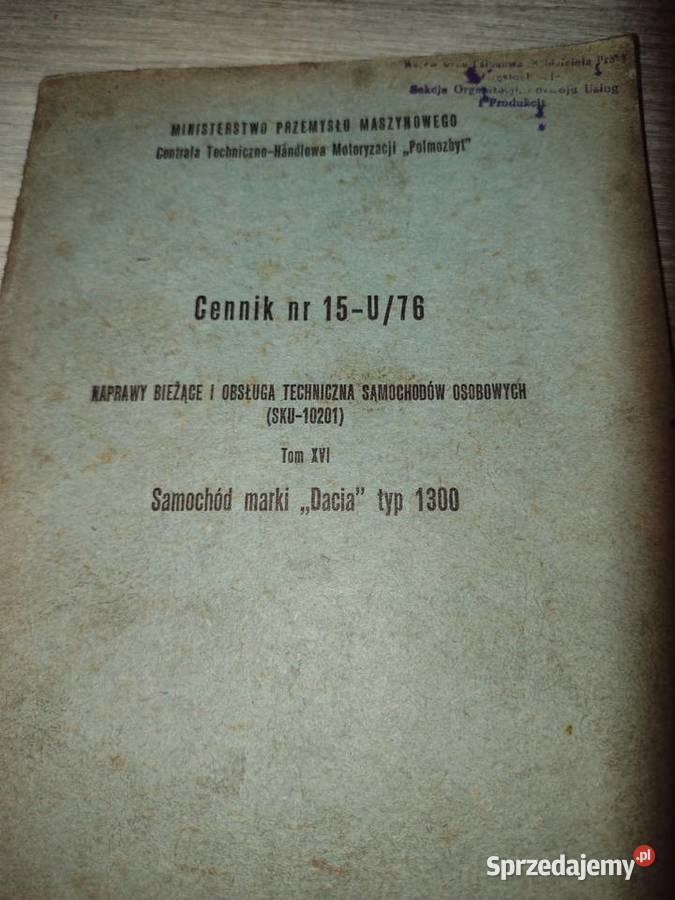 Sekcja
Usług
i Produkcji
MINISTERSTWO PRZEMYSŁU MASZYNOWEGO
Centrala Techniczno-Handlowa Motoryzacji „Polmozbyt"
Cennik nr 15-U/76
NAPRAWY BIEŻĄCE I OBSŁUGA TECHNICZNA SAMOCHODÓW OSOBOWYCH
(SKU-10201)
Tom XVI
Samochód marki „Dacia" typ 1300
Sprzedajemy.pl